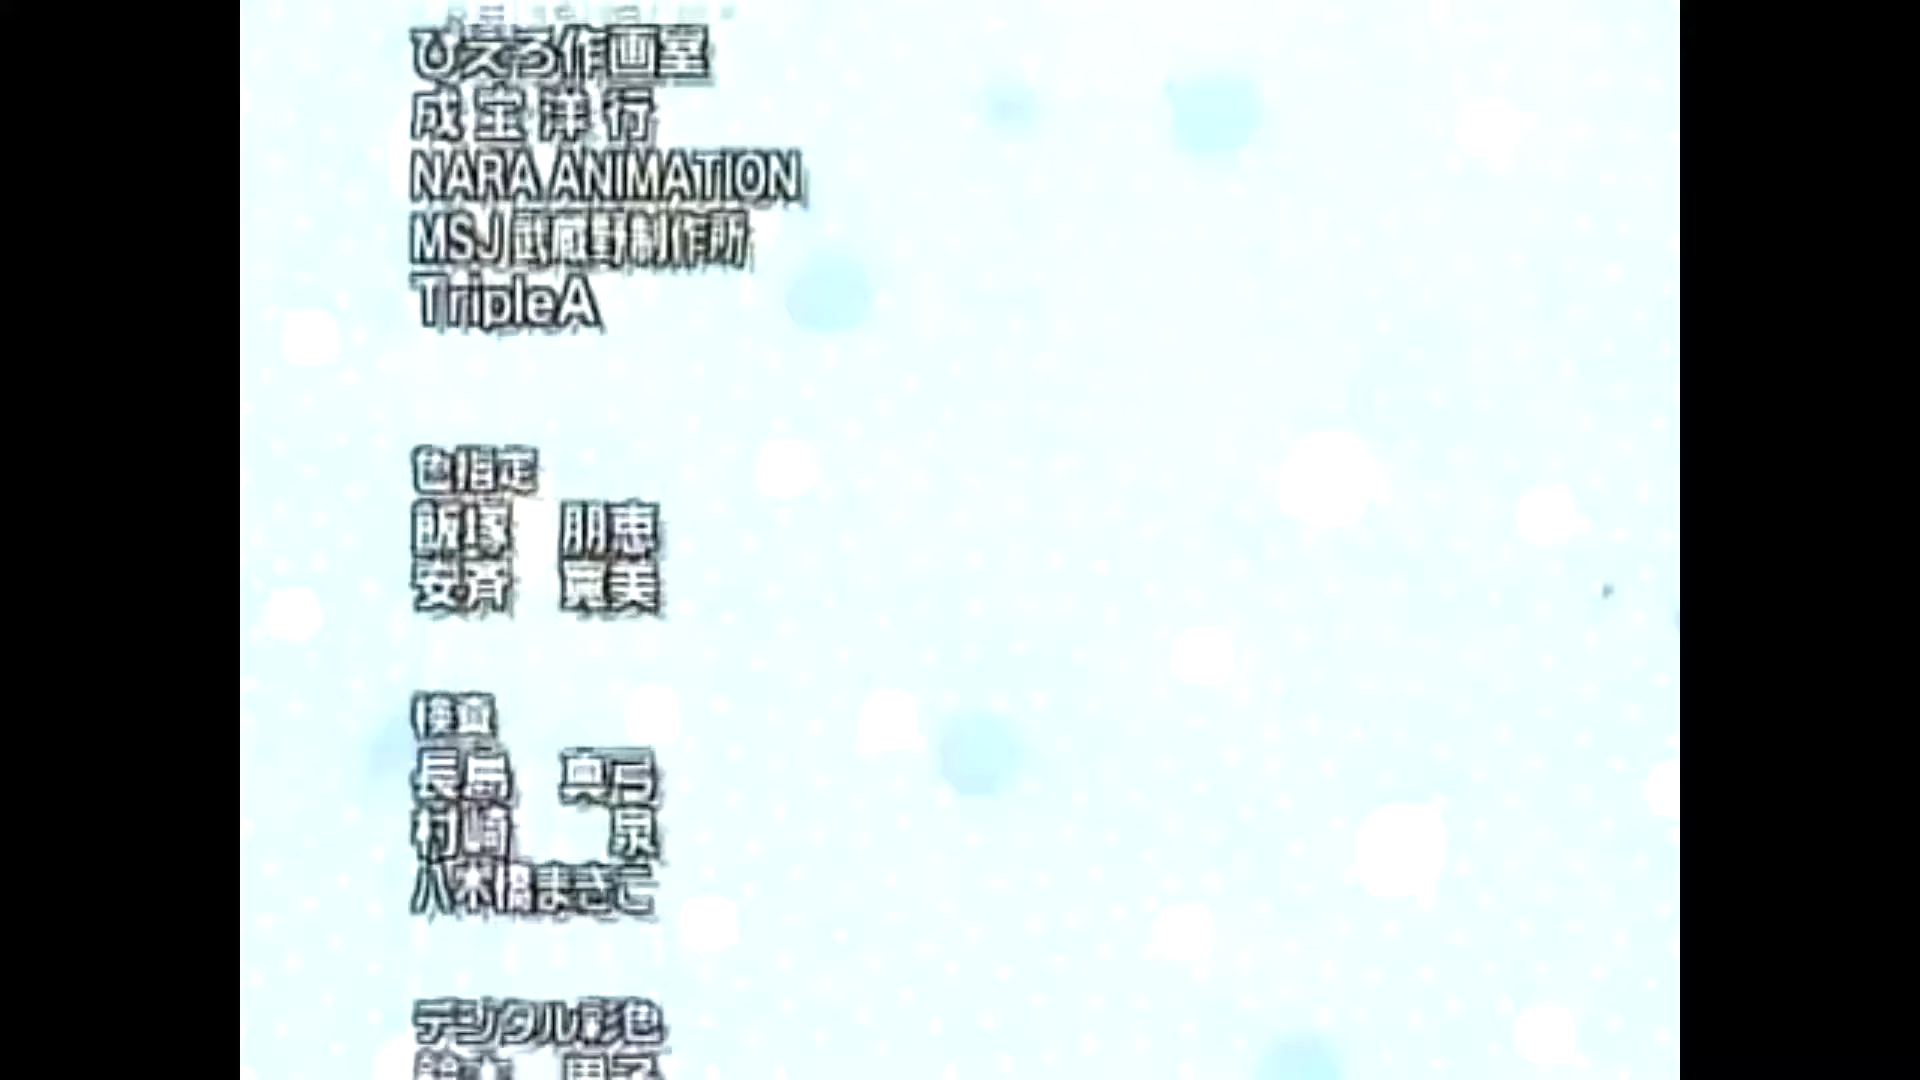 ぴえろ作画室
成宝洋行
NARA ANIMATION
MSJ武蔵野制作所
TripleA
色指定
飯塚 朋恵
安斉 寛美
検査
長島 真弓
村崎 泉
八木橋まさこ
デジタル彩色